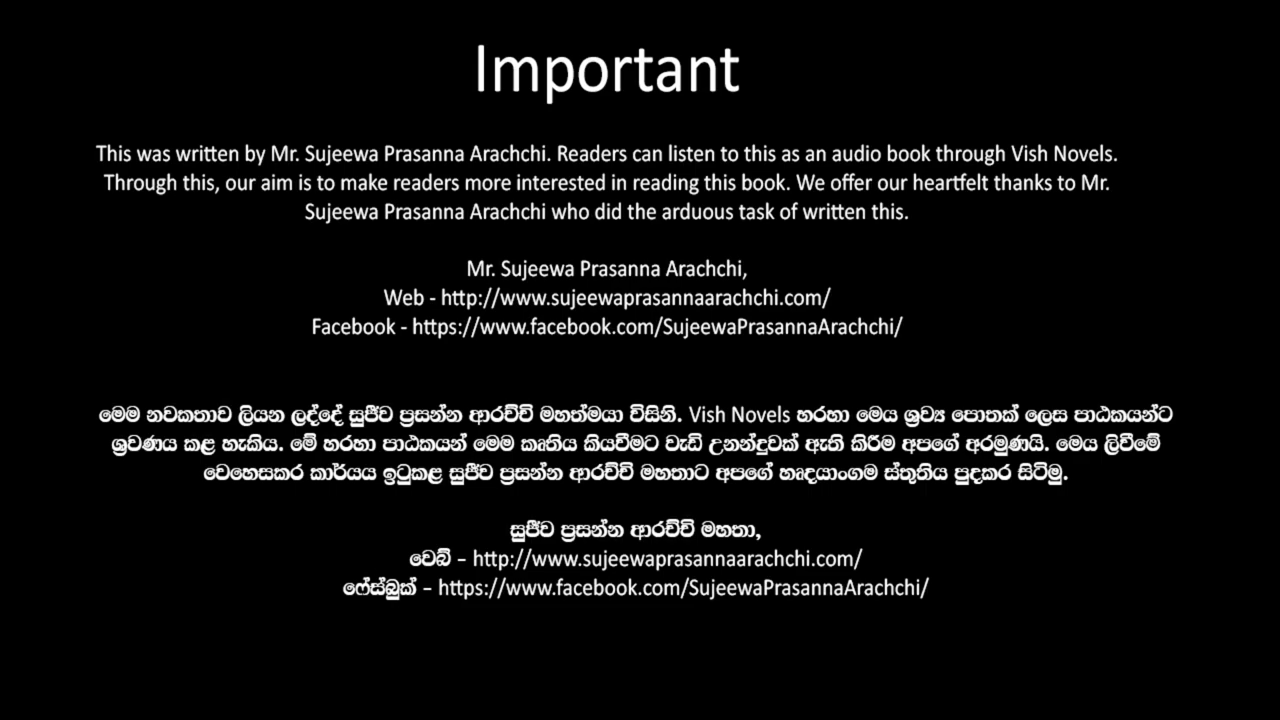 Important
This was written by Mr. Sujeewa Prasanna Arachchi. Readers can listen to this as an audio book through Vish Novels.
Through this, our aim is to make readers more interested in reading this book. We offer our heartfelt thanks to Mr.
Sujeewa Prasanna Arachchi who did the arduous task of written this.
Mr. Sujeewa Prasanna Arachchi,
Web - http://www.sujeewaprasannaarachchi.com/
Facebook - https://www.facebook.com/SujeewaPrasannaArachchi/
මෙම නවකතාව ලියන ලද්දේ සුජීව ප්‍රසන්න ආරච්චි මහත්මයා විසිනි. Vish Novels හරහා මෙය ශ්‍රව්‍ය පොතක් ලෙස පාඨකයන්ට
ශ්‍රවණය කළ හැකිය. මේ හරහා පාඨකයන් මෙම කෘතිය කියවීමට වැඩි උනන්දුවක් ඇති කිරීම අපගේ අරමුණයි. මෙය ලිවීමේ
වෙහෙසකර කාර්යය ඉටුකළ සුජීව ප්‍රසන්න ආරච්චි මහතාට අපගේ හෘදයාංගම ස්තුතිය පුදකර සිටිමු.
සුජීව ප්‍රසන්න ආරච්චි මහතා,
වෙබ් – http://www.sujeewaprasannaarachchi.com/
ෆේස්බුක් – https://www.facebook.com/SujeewaPrasannaArachchi/